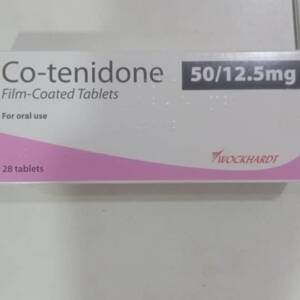 Co-tenidone 50/12.5mg
Film-Coated Tablets
For oral use
28 tablets
WOCKHARDT